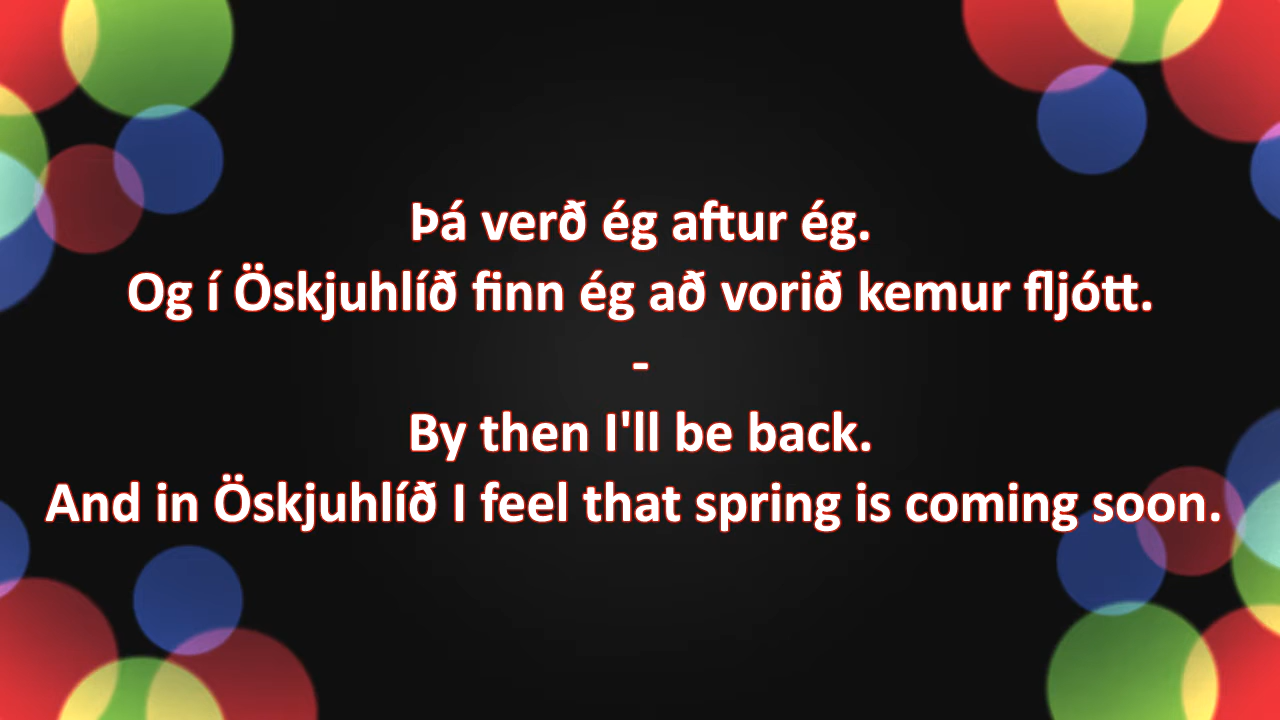 Þá verð ég aftur ég.
Og í Öskjuhlíð finn ég að vorið kemur fljótt.
-
By then I'll be back.
And in Öskjuhlíð I feel that spring is coming soon.